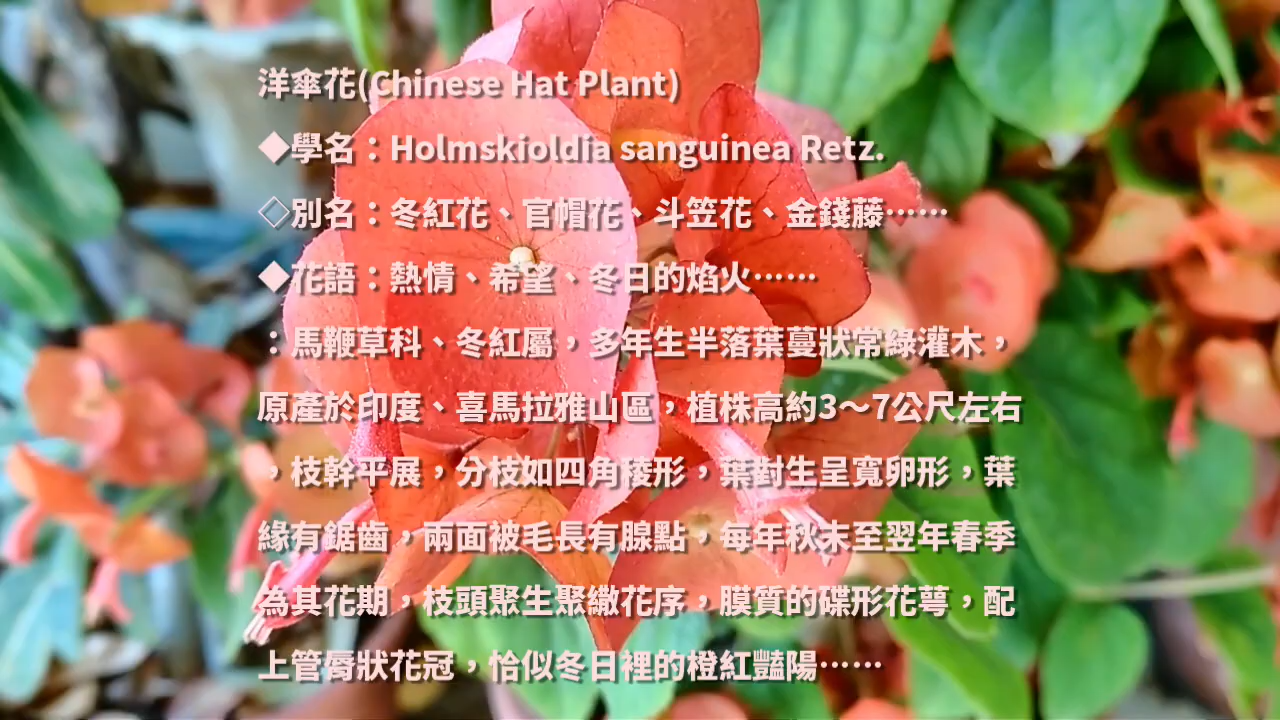 洋傘花(Chinese Hat Plant)
◆學名：Holmskioldia sanguinea Retz.
◇別名：冬紅花、官帽花、斗笠花、金錢藤⋯⋯
◆花語：熱情、希望、冬日的焰火⋯⋯
：馬鞭草科、冬紅屬，多年生半落葉蔓狀常綠灌木，
原產於印度、喜馬拉雅山區，植株高約3～7公尺左右
，枝幹平展，分枝如四角稜形，葉對生呈寬卵形，葉
緣有鋸齒，兩面被毛長有腺點，每年秋末至翌年春季
為其花期，枝頭聚生聚繖花序，膜質的碟形花萼，配
上管唇狀花冠，恰似冬日裡的橙紅豔陽⋯⋯